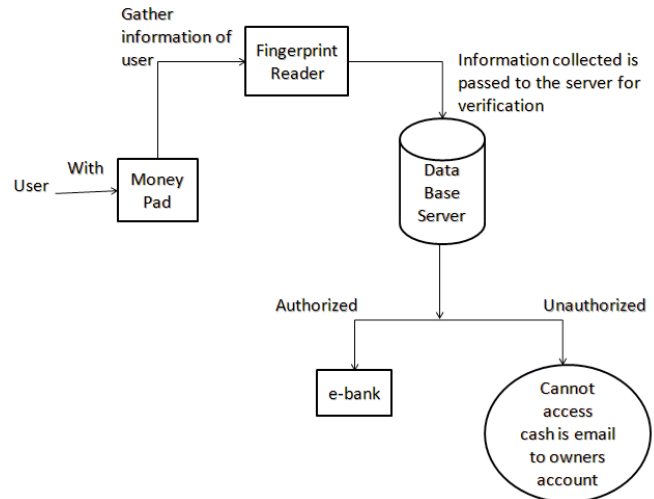 Gather
information of
user
Fingerprint
Reader
Information collected is
passed to the server for
verification
With
User
Money
Pad
Data
Base
Server
Authorized
Unauthorized
e-bank
Cannot
access
cash is email
to owners
account